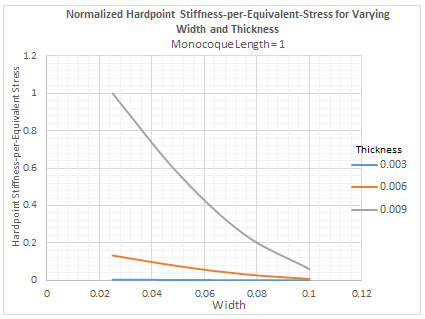 Normalized Hardpoint Stiffness-per-Equivalent-Stress for Varying
Width and Thickness
Monocoque Length = 1
Hardpoint Stiffness-per-Equivalent Stress
1.2
1
0.8
0.6
0.4
0.2
0
0 0.02 0.04 0.06 0.08 0.1 0.12
Width
Thickness
0.003
0.006
0.009